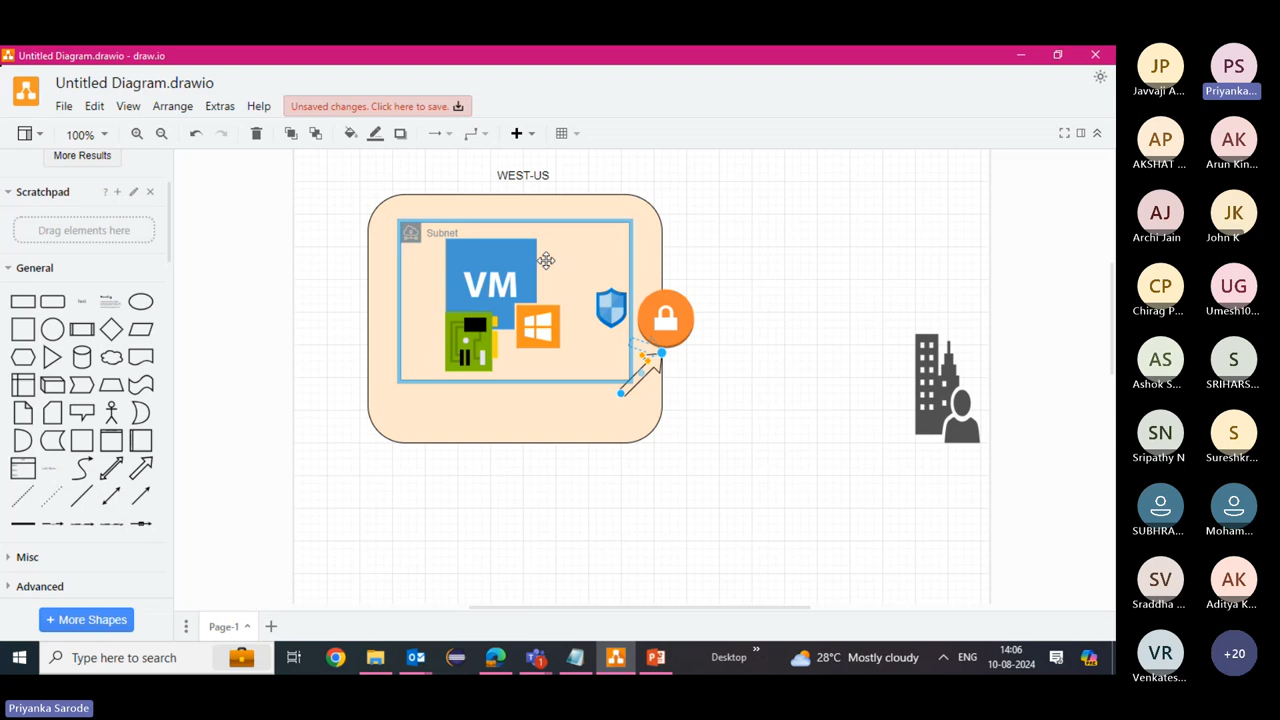 Untitled Diagram.drawio - draw.io
Untitled Diagram.drawio
File Edit View Arrange Extras Help
Unsaved changes. Click here to save.
100%
More Results
Scratchpad
?
Drag elements here
General
Text
Misc
Advanced
+ More Shapes
WEST-US
Subnet
VM
Page-1
Type here to search
Desktop
28°C Mostly cloudy
ENG
14:06
10-08-2024
JP
Javvaji A...
PS
Priyanka...
AP
AKSHAT ...
AK
Arun Kin...
AJ
Archi Jain
JK
John K
CP
Chirag P...
UG
Umesh10...
AS
Ashok S...
S
SRIHARS...
SN
Sripathy N
S
Sureshkr...
SUBHRA...
Moham...
SV
Sraddha ...
AK
Aditya K...
VR
Venkates...
+20
Priyanka Sarode